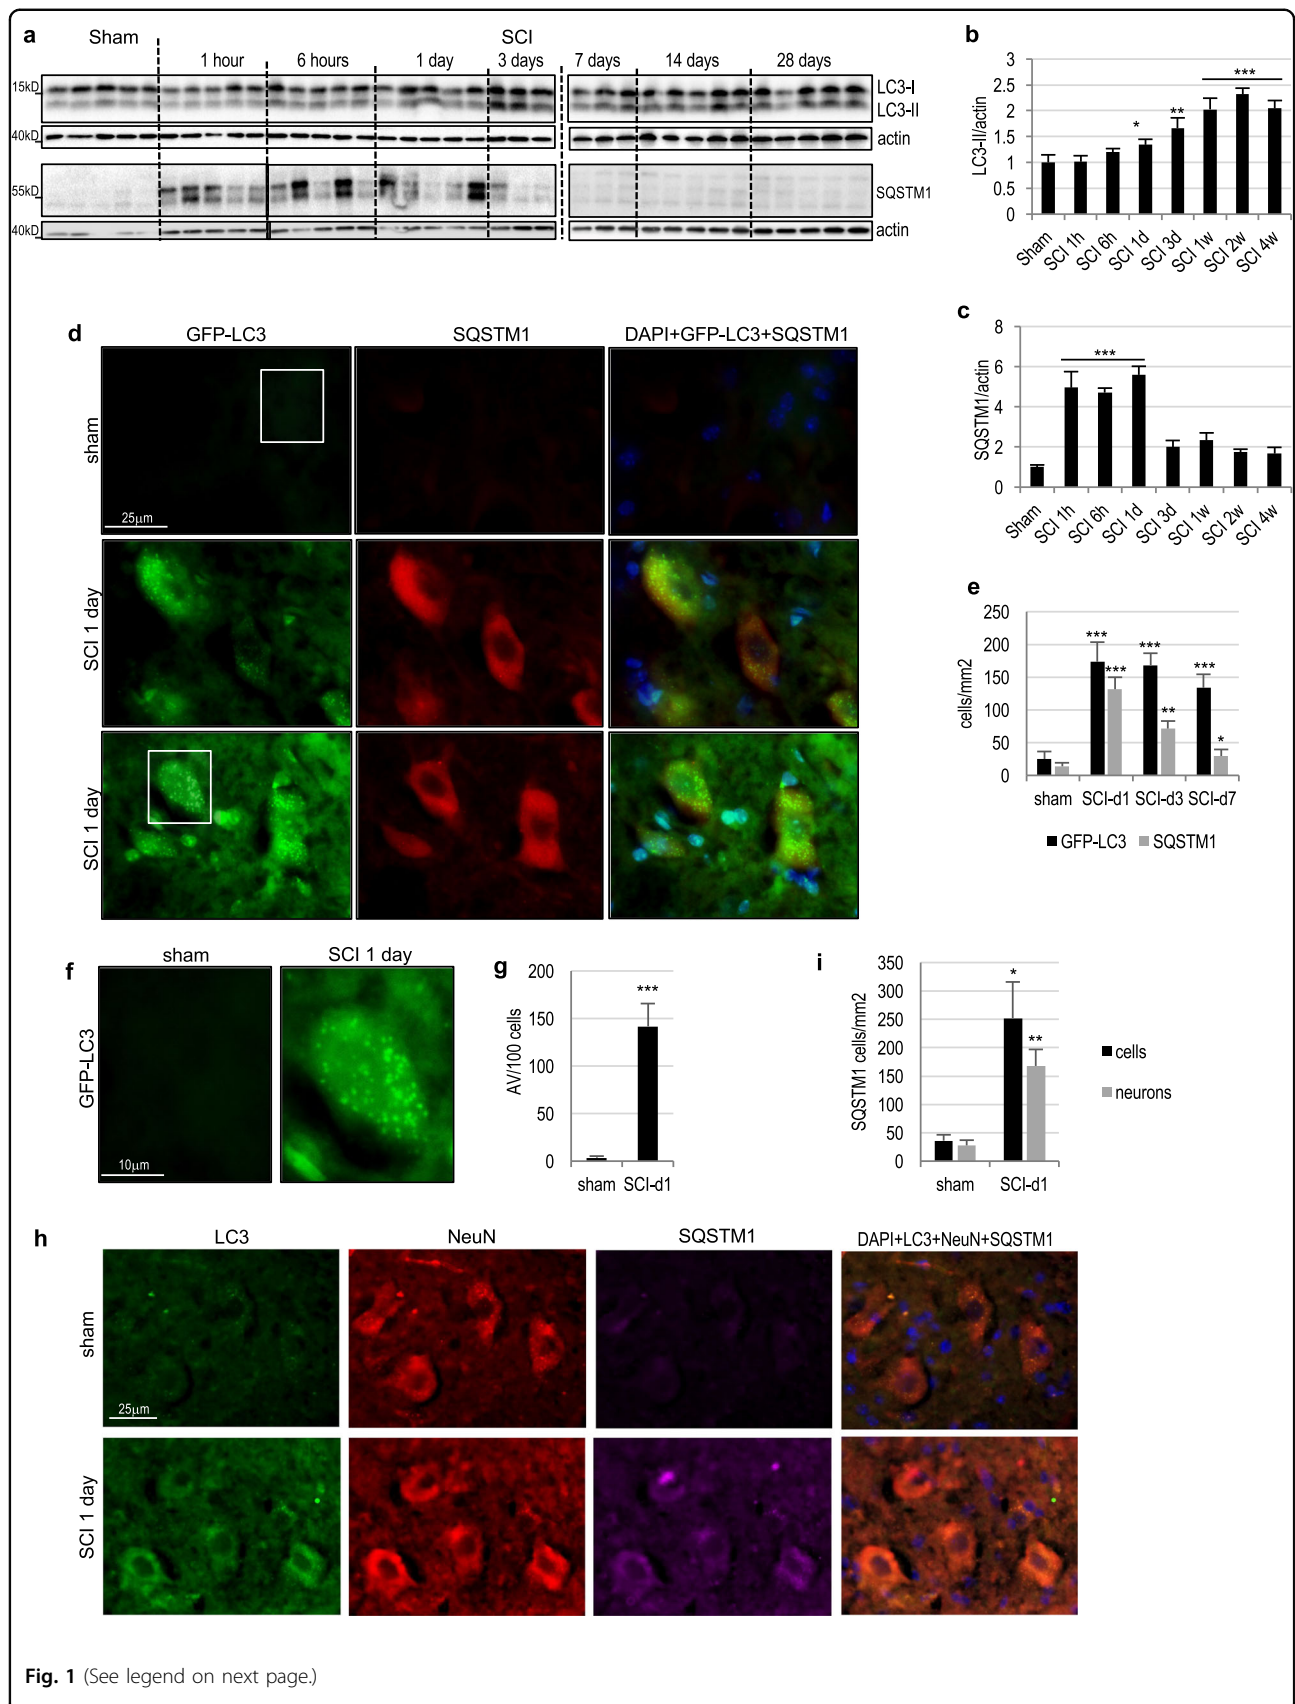 a
Sham
SCI
1 hour
6 hours
1 day
3 days
7 days
14 days
28 days
15kD
LC3-I
LC3-II
40kD
actin
55kD
SQSTM1
40kD
actin
b
LC3-II/actin
3
2.5
2
1.5
1
0.5
0
*
**
***
Sham
SCI 1h
SCI 6h
SCI 1d
SCI 3d
SCI 1w
SCI 2w
SCI 4w
c
SQSTM1/actin
8
6
4
2
0
***
Sham
SCI 1h
SCI 6h
SCI 1d
SCI 3d
SCI 1w
SCI 2w
SCI 4w
d
GFP-LC3
SQSTM1
DAPI+GFP-LC3+SQSTM1
sham
25µm
SCI 1 day
SCI 1 day
e
cells/mm2
250
200
150
100
50
0
***
***
***
**
***
*
sham
SCI-d1
SCI-d3
SCI-d7
GFP-LC3
SQSTM1
f
sham
SCI 1 day
GFP-LC3
10µm
g
AV/100 cells
200
150
100
50
0
***
sham
SCI-d1
i
SQSTM1 cells/mm2
350
300
250
200
150
100
50
0
*
**
sham
SCI-d1
cells
neurons
h
LC3
NeuN
SQSTM1
DAPI+LC3+NeuN+SQSTM1
sham
25µm
SCI 1 day
Fig. 1 (See legend on next page.)